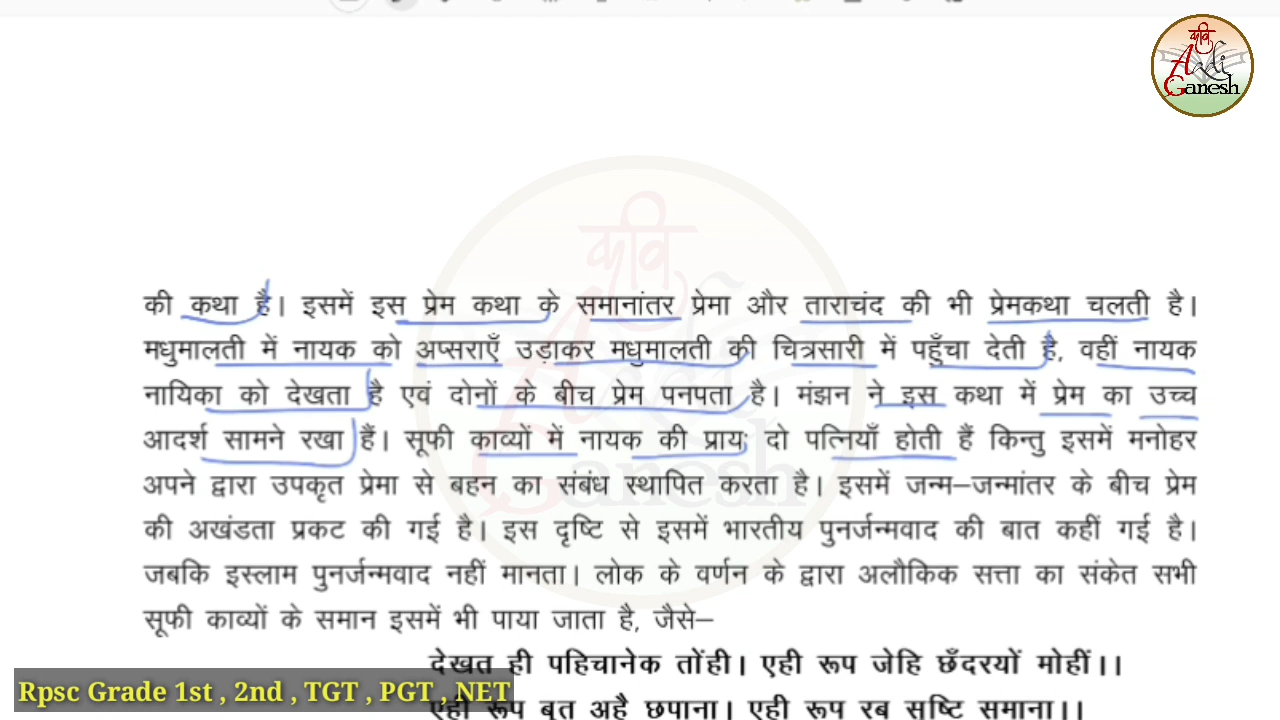 कवि
Aadi
Ganesh
की कथा है। इसमें इस प्रेम कथा के समानांतर प्रेमा और ताराचंद की भी प्रेमकथा चलती है।
मधुमालती में नायक को अप्सराएँ उड़ाकर मधुमालती की चित्रसारी में पहुँचा देती है, वहीं नायक
नायिका को देखता है एवं दोनों के बीच प्रेम पनपता है। मंझन ने इस कथा में प्रेम का उच्च
आदर्श सामने रखा हैं। सूफी काव्यों में नायक की प्रायः दो पत्नियाँ होती हैं किन्तु इसमें मनोहर
अपने द्वारा उपकृत प्रेमा से बहन का संबंध स्थापित करता है। इसमें जन्म–जन्मांतर के बीच प्रेम
की अखंडता प्रकट की गई है। इस दृष्टि से इसमें भारतीय पुनर्जन्मवाद की बात कहीं गई है।
जबकि इस्लाम पुनर्जन्मवाद नहीं मानता। लोक के वर्णन के द्वारा अलौकिक सत्ता का संकेत सभी
सूफी काव्यों के समान इसमें भी पाया जाता है, जैसे–
देखत ही पहिचानेक तोंही। एही रूप जेहि छँदरयों मोहीं।।
एही रूप बुत अहै छपाना। एही रूप रब सृष्टि समाना।।
Rpsc Grade 1st , 2nd , TGT , PGT , NET